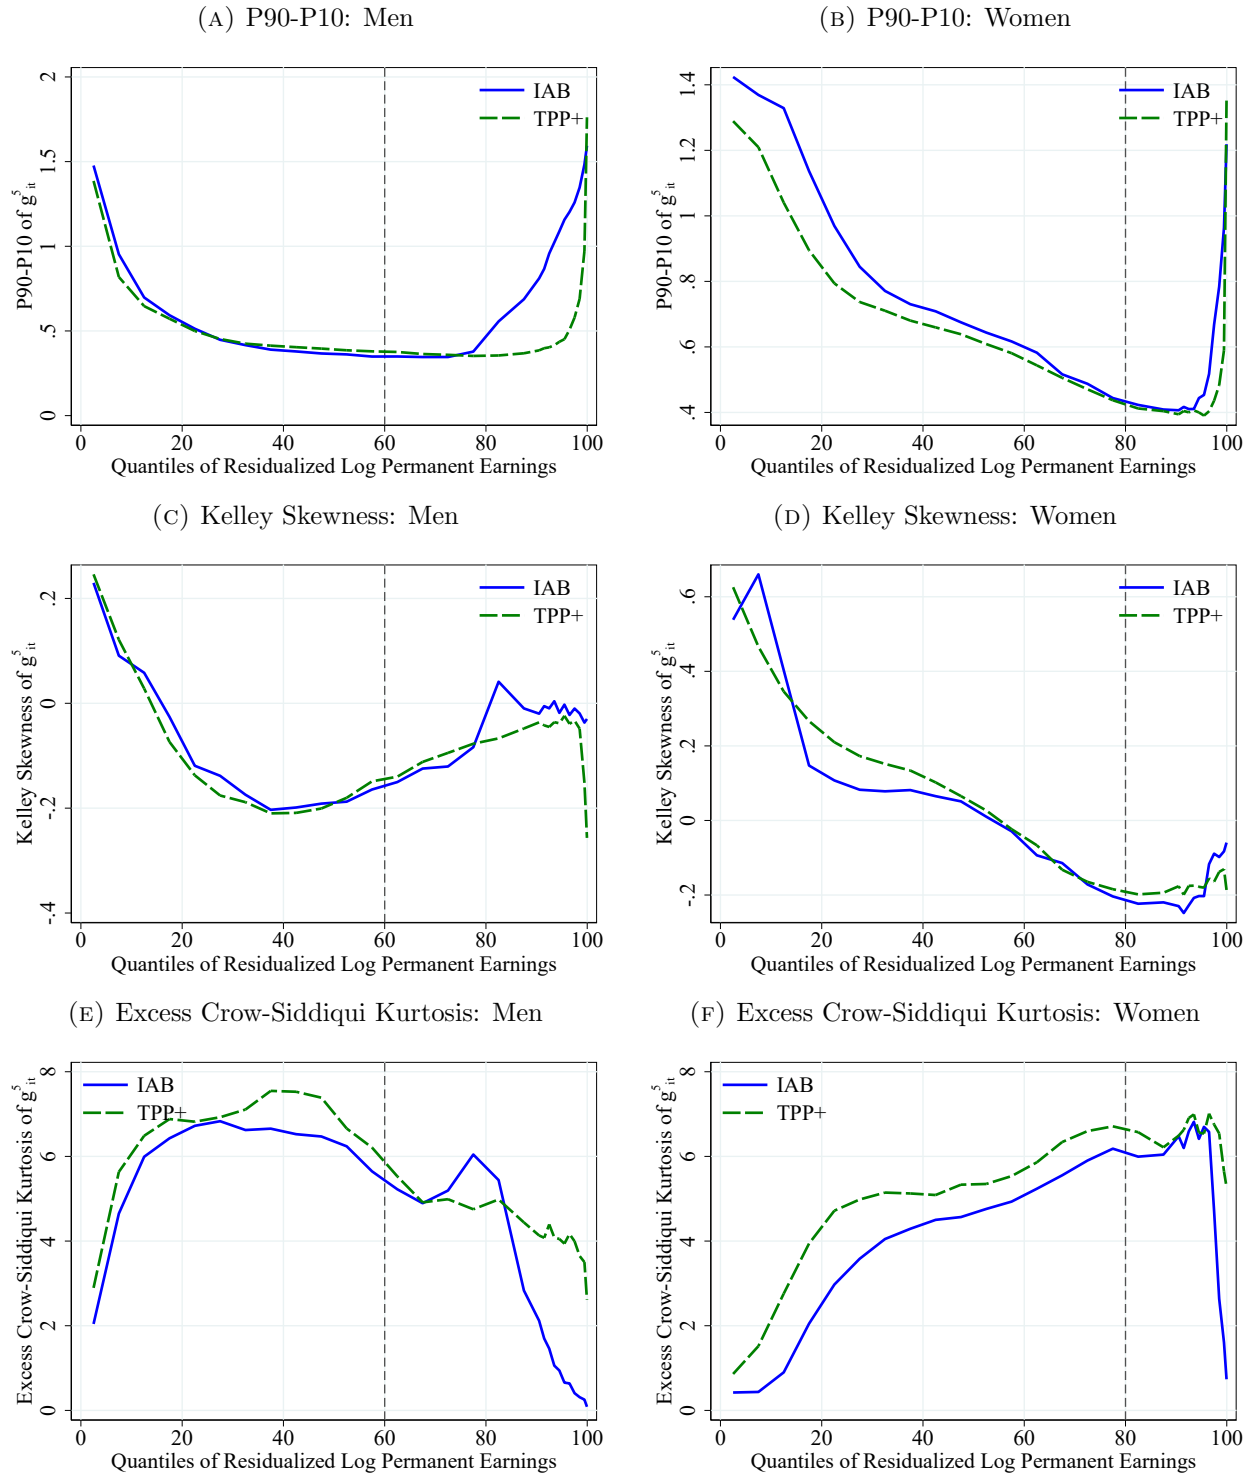 (A) P90-P10: Men
P90-P10 of g⁵ᵢₜ
2
1.5
1
.5
0
IAB
TPP+
0 20 40 60 80 100
Quantiles of Residualized Log Permanent Earnings
(B) P90-P10: Women
P90-P10 of g⁵ᵢₜ
1.4
1.2
1
.8
.6
.4
IAB
TPP+
0 20 40 60 80 100
Quantiles of Residualized Log Permanent Earnings
(C) Kelley Skewness: Men
Kelley Skewness of g⁵ᵢₜ
.2
0
-.2
-.4
IAB
TPP+
0 20 40 60 80 100
Quantiles of Residualized Log Permanent Earnings
(D) Kelley Skewness: Women
Kelley Skewness of g⁵ᵢₜ
.6
.4
.2
0
-.2
IAB
TPP+
0 20 40 60 80 100
Quantiles of Residualized Log Permanent Earnings
(E) Excess Crow-Siddiqui Kurtosis: Men
Excess Crow-Siddiqui Kurtosis of g⁵ᵢₜ
8
6
4
2
0
IAB
TPP+
0 20 40 60 80 100
Quantiles of Residualized Log Permanent Earnings
(F) Excess Crow-Siddiqui Kurtosis: Women
Excess Crow-Siddiqui Kurtosis of g⁵ᵢₜ
8
6
4
2
0
IAB
TPP+
0 20 40 60 80 100
Quantiles of Residualized Log Permanent Earnings